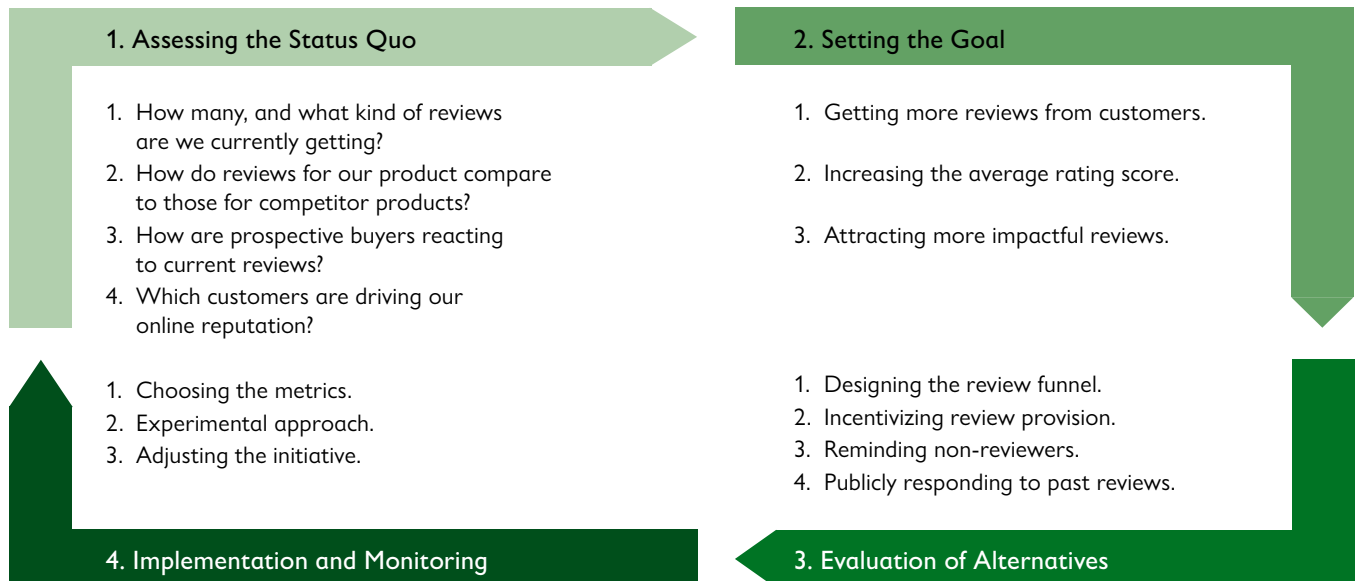 1. Assessing the Status Quo
1. How many, and what kind of reviews
are we currently getting?
2. How do reviews for our product compare
to those for competitor products?
3. How are prospective buyers reacting
to current reviews?
4. Which customers are driving our
online reputation?
2. Setting the Goal
1. Getting more reviews from customers.
2. Increasing the average rating score.
3. Attracting more impactful reviews.
1. Designing the review funnel.
2. Incentivizing review provision.
3. Reminding non-reviewers.
4. Publicly responding to past reviews.
3. Evaluation of Alternatives
1. Choosing the metrics.
2. Experimental approach.
3. Adjusting the initiative.
4. Implementation and Monitoring